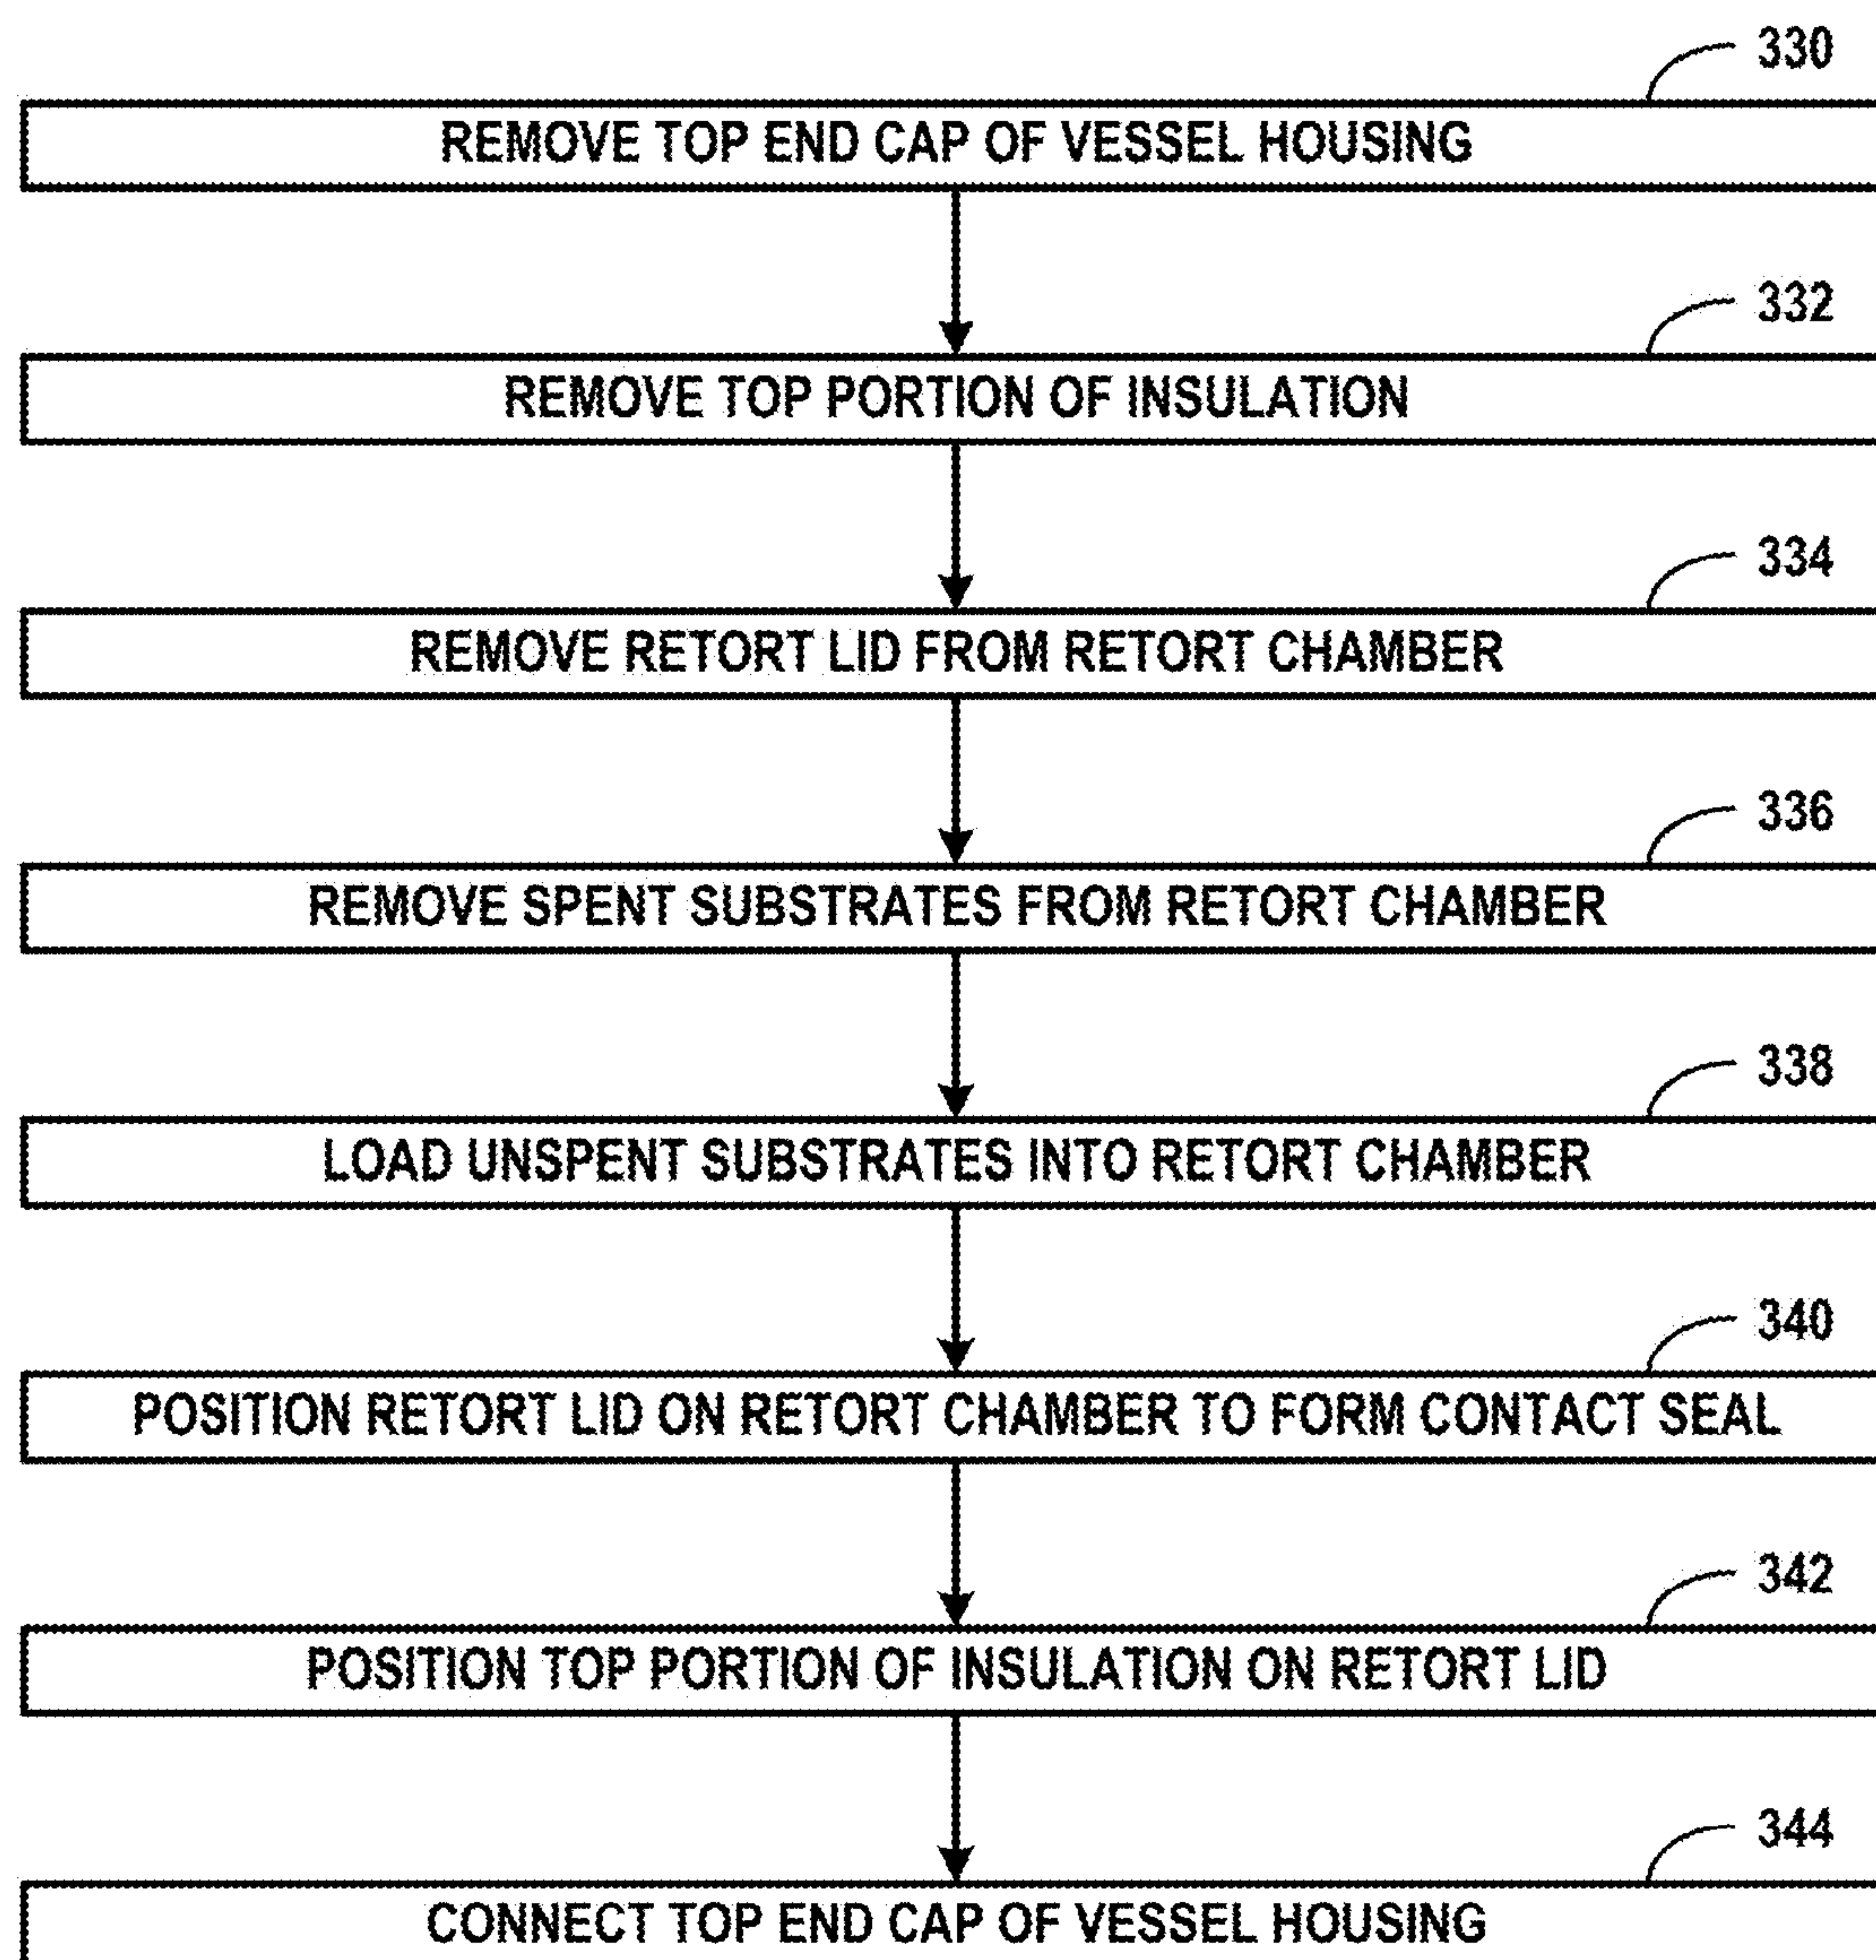 330
REMOVE TOP END CAP OF VESSEL HOUSING
332
REMOVE TOP PORTION OF INSULATION
334
REMOVE RETORT LID FROM RETORT CHAMBER
336
REMOVE SPENT SUBSTRATES FROM RETORT CHAMBER
338
LOAD UNSPENT SUBSTRATES INTO RETORT CHAMBER
340
POSITION RETORT LID ON RETORT CHAMBER TO FORM CONTACT SEAL
342
POSITION TOP PORTION OF INSULATION ON RETORT LID
344
CONNECT TOP END CAP OF VESSEL HOUSING